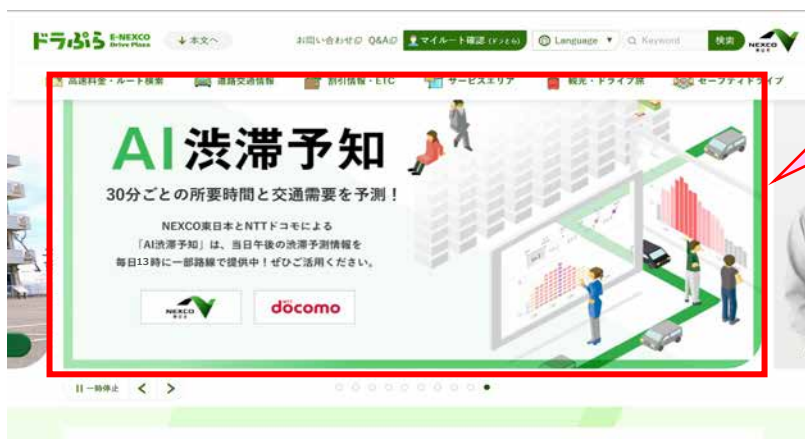 ドラぷら E-NEXCO
Drive Plaza
本文へ
お問い合わせ Q&A
マイルート確認(ドコとる)
Language
Keyword
検索
NEXCO
高速料金・ルート検索
道路交通情報
割引情報・ETC
サービスエリア
観光・ドライブ旅
セーフティドライブ
AI渋滞予知
30分ごとの所要時間と交通需要を予測！
NEXCO東日本とNTTドコモによる
「AI渋滞予知」は、当日午後の渋滞予測情報を
毎日13時に一部路線で提供中！ぜひご活用ください。
NEXCO
döcomo
一時停止